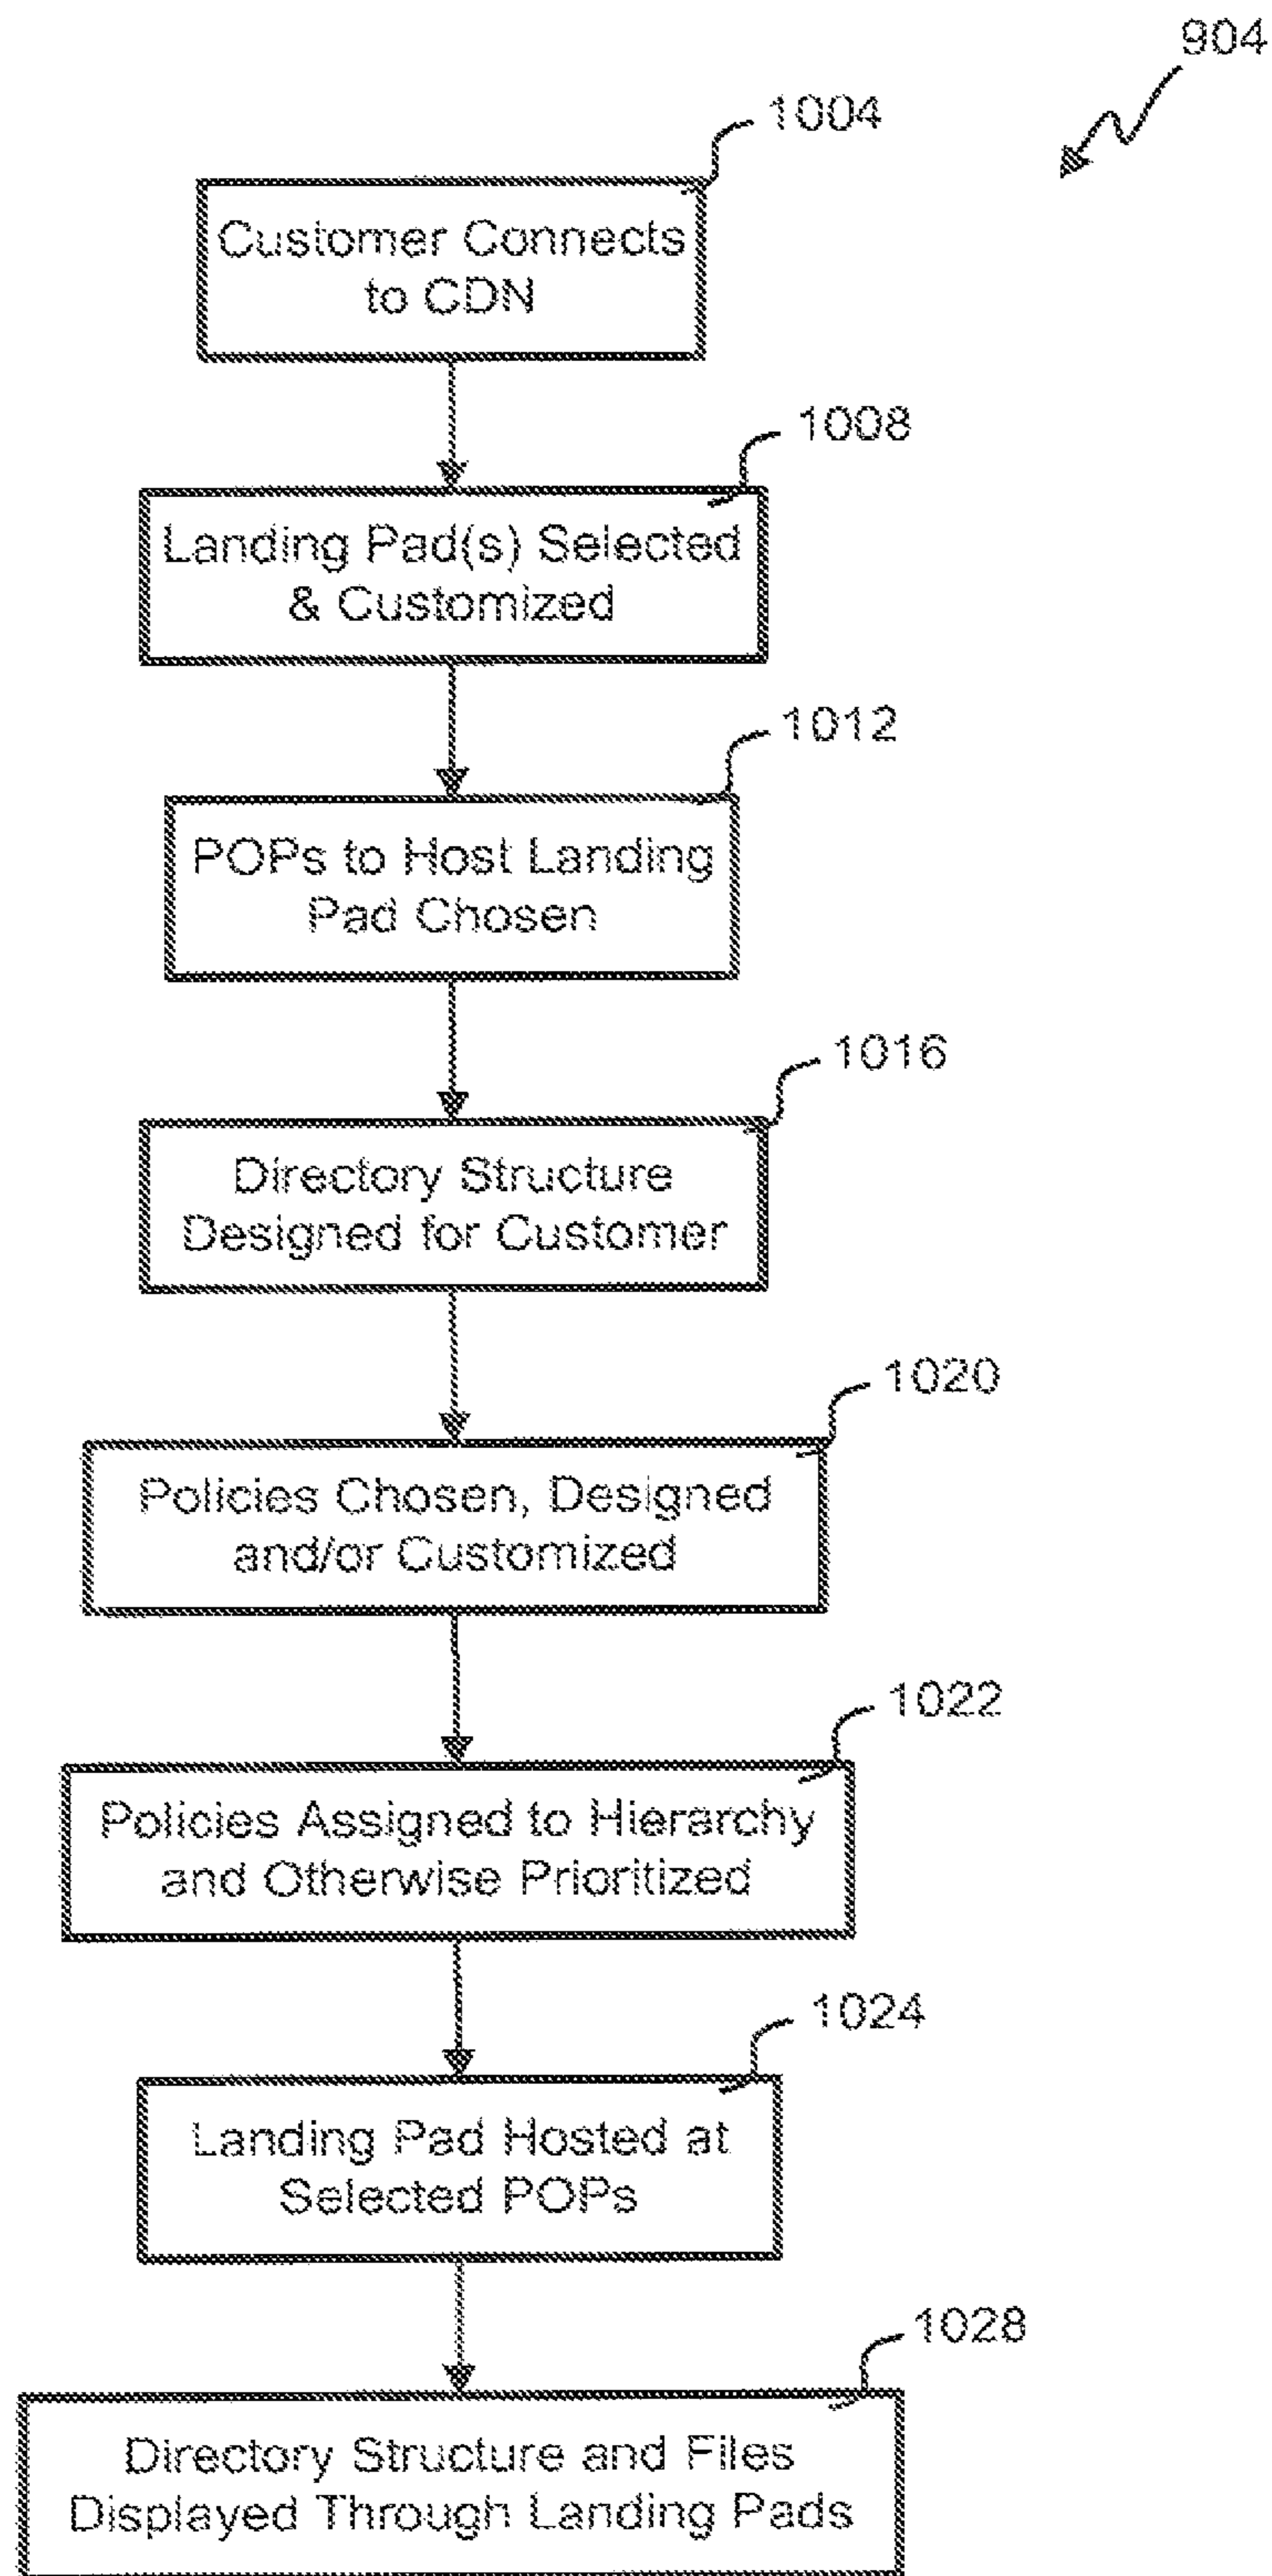 904
1004
Customer Connects
to CDN
1008
Landing Pad(s) Selected
& Customized
1012
POPs to Host Landing
Pad Chosen
1016
Directory Structure
Designed for Customer
1020
Policies Chosen, Designed
and/or Customized
1022
Policies Assigned to Hierarchy
and Otherwise Prioritized
1024
Landing Pad Hosted at
Selected POPs
1028
Directory Structure and Files
Displayed Through Landing Pads